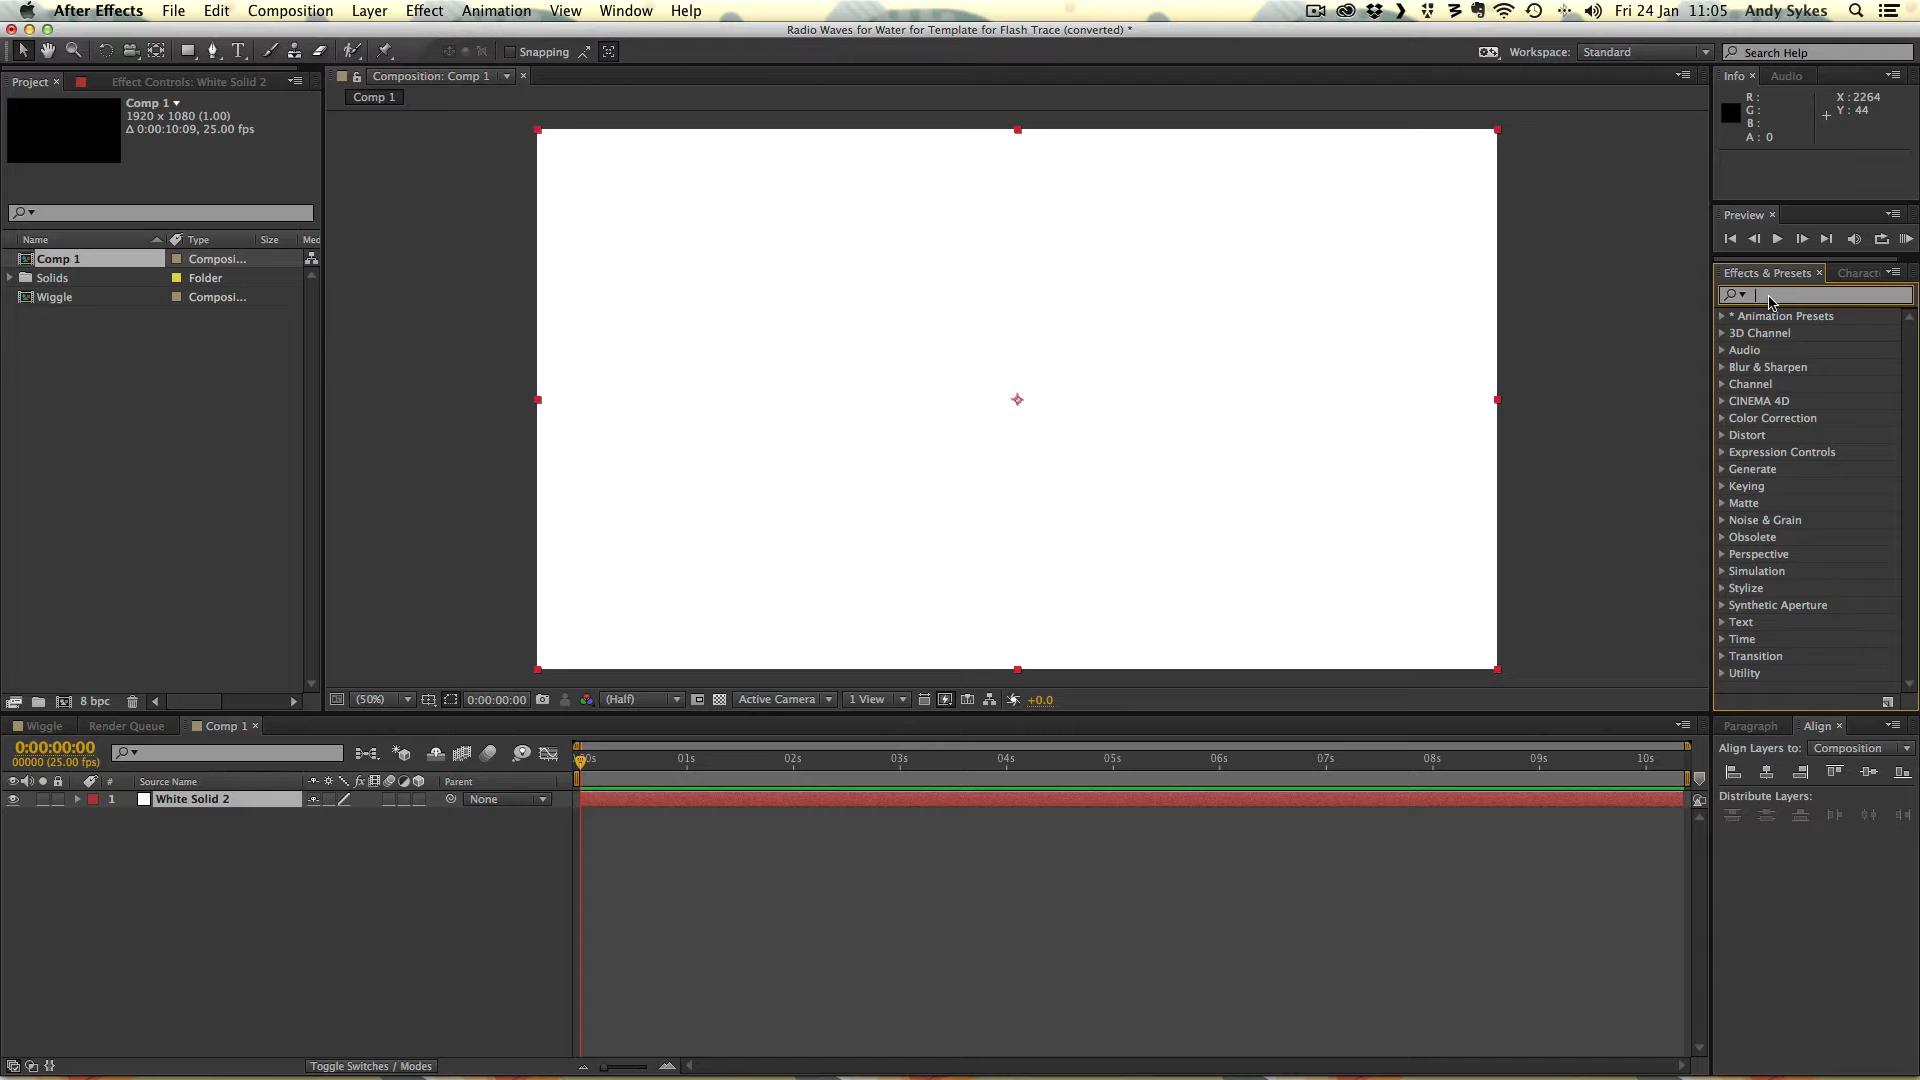 After Effects File Edit Composition Layer Effect Animation View Window Help Fri 24 Jan 11:05 Andy Sykes
Radio Waves for Water for Template for Flash Trace (converted) *
Snapping Workspace: Standard Search Help
Project Effect Controls: White Solid 2
Composition: Comp 1
Info Audio
Comp 1
1920 x 1080 (1.00)
Δ 0:00:10:09, 25.00 fps
Comp 1
R :
G :
B :
A : 0
X : 2264
Y : 44
Preview
Name Type Size Med
Comp 1 Composi...
Solids Folder
Wiggle Composi...
Effects & Presets Charact
* Animation Presets
3D Channel
Audio
Blur & Sharpen
Channel
CINEMA 4D
Color Correction
Distort
Expression Controls
Generate
Keying
Matte
Noise & Grain
Obsolete
Perspective
Simulation
Stylize
Synthetic Aperture
Text
Time
Transition
Utility
8 bpc
(50%) 0:00:00:00 (Half) Active Camera 1 View +0.0
Wiggle Render Queue Comp 1
0:00:00:00
00000 (25.00 fps)
0s 01s 02s 03s 04s 05s 06s 07s 08s 09s 10s
# Source Name fx Parent
1 White Solid 2 None
Toggle Switches / Modes
Paragraph Align
Align Layers to: Composition
Distribute Layers: